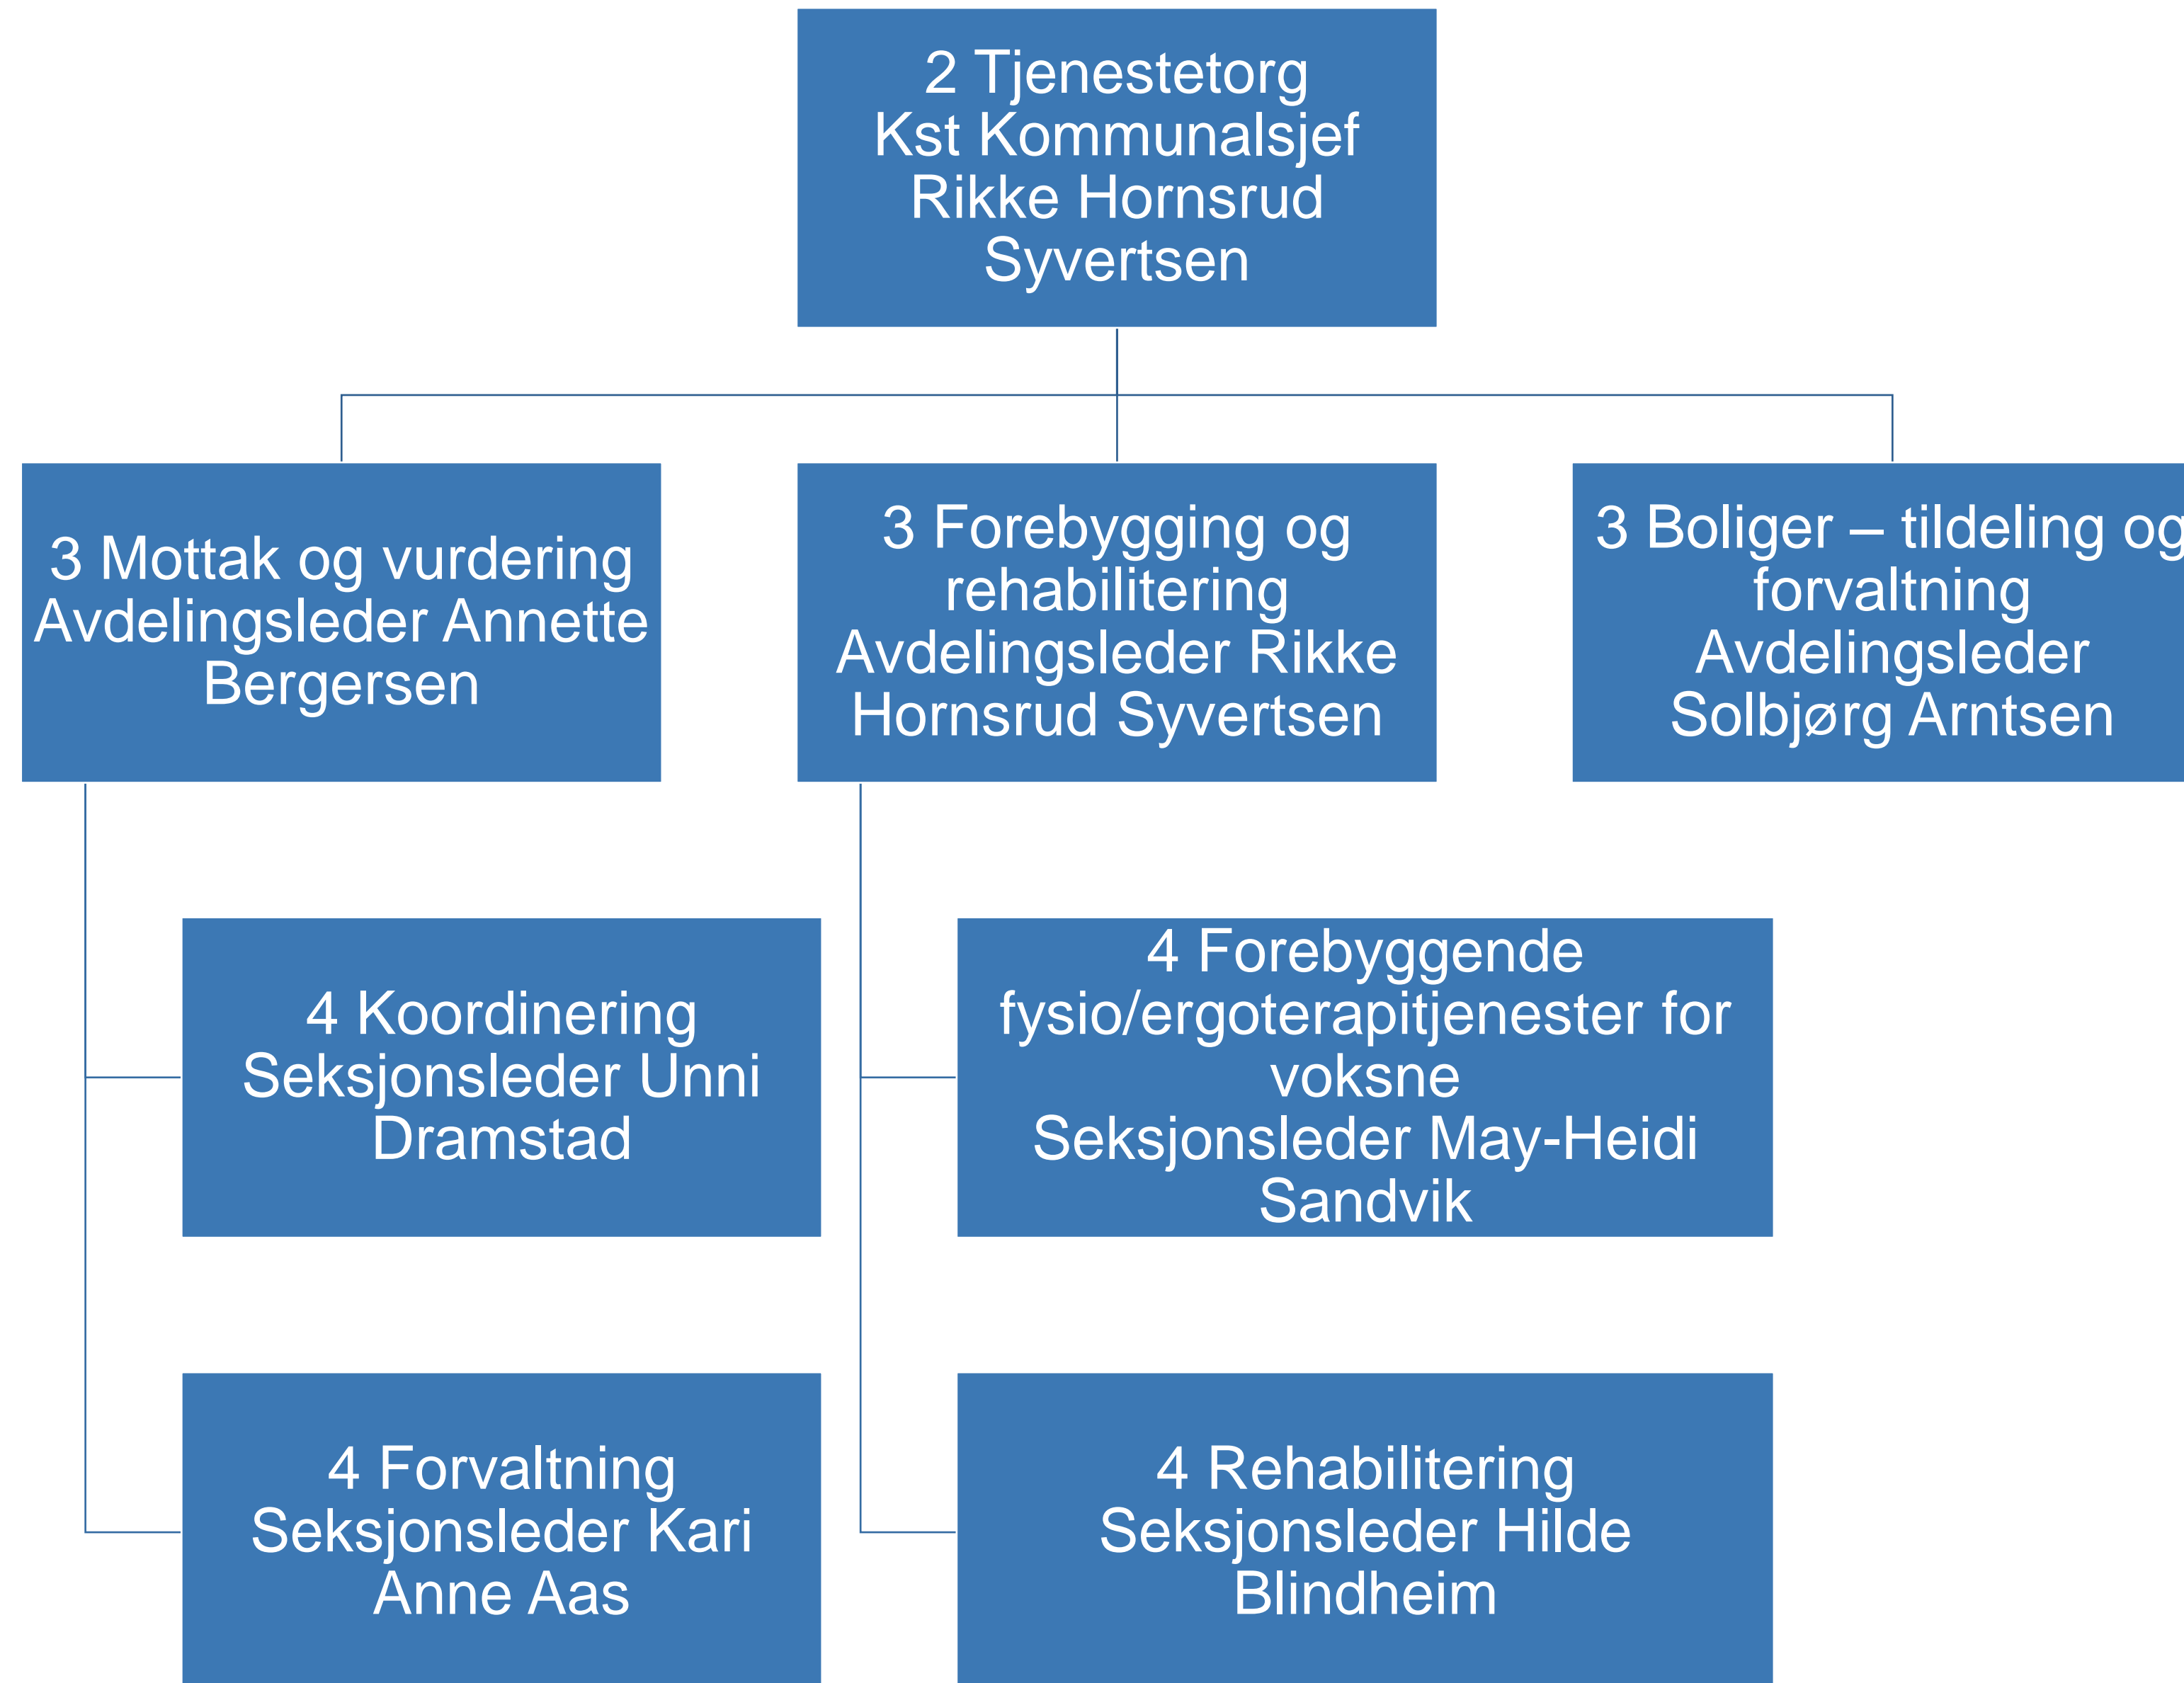 2 Tjenestetorg
Kst Kommunalsjef
Rikke Hornsrud
Syvertsen
3 Mottak og vurdering
Avdelingsleder Annette
Bergersen
3 Forebygging og
rehabilitering
Avdelingsleder Rikke
Hornsrud Syvertsen
3 Boliger – tildeling og
forvaltning
Avdelingsleder
Solbjørg Arntsen
4 Koordinering
Seksjonsleder Unni
Dramstad
4 Forebyggende
fysio/ergoterapitjenester for
voksne
Seksjonsleder May-Heidi
Sandvik
4 Forvaltning
Seksjonsleder Kari
Anne Aas
4 Rehabilitering
Seksjonsleder Hilde
Blindheim